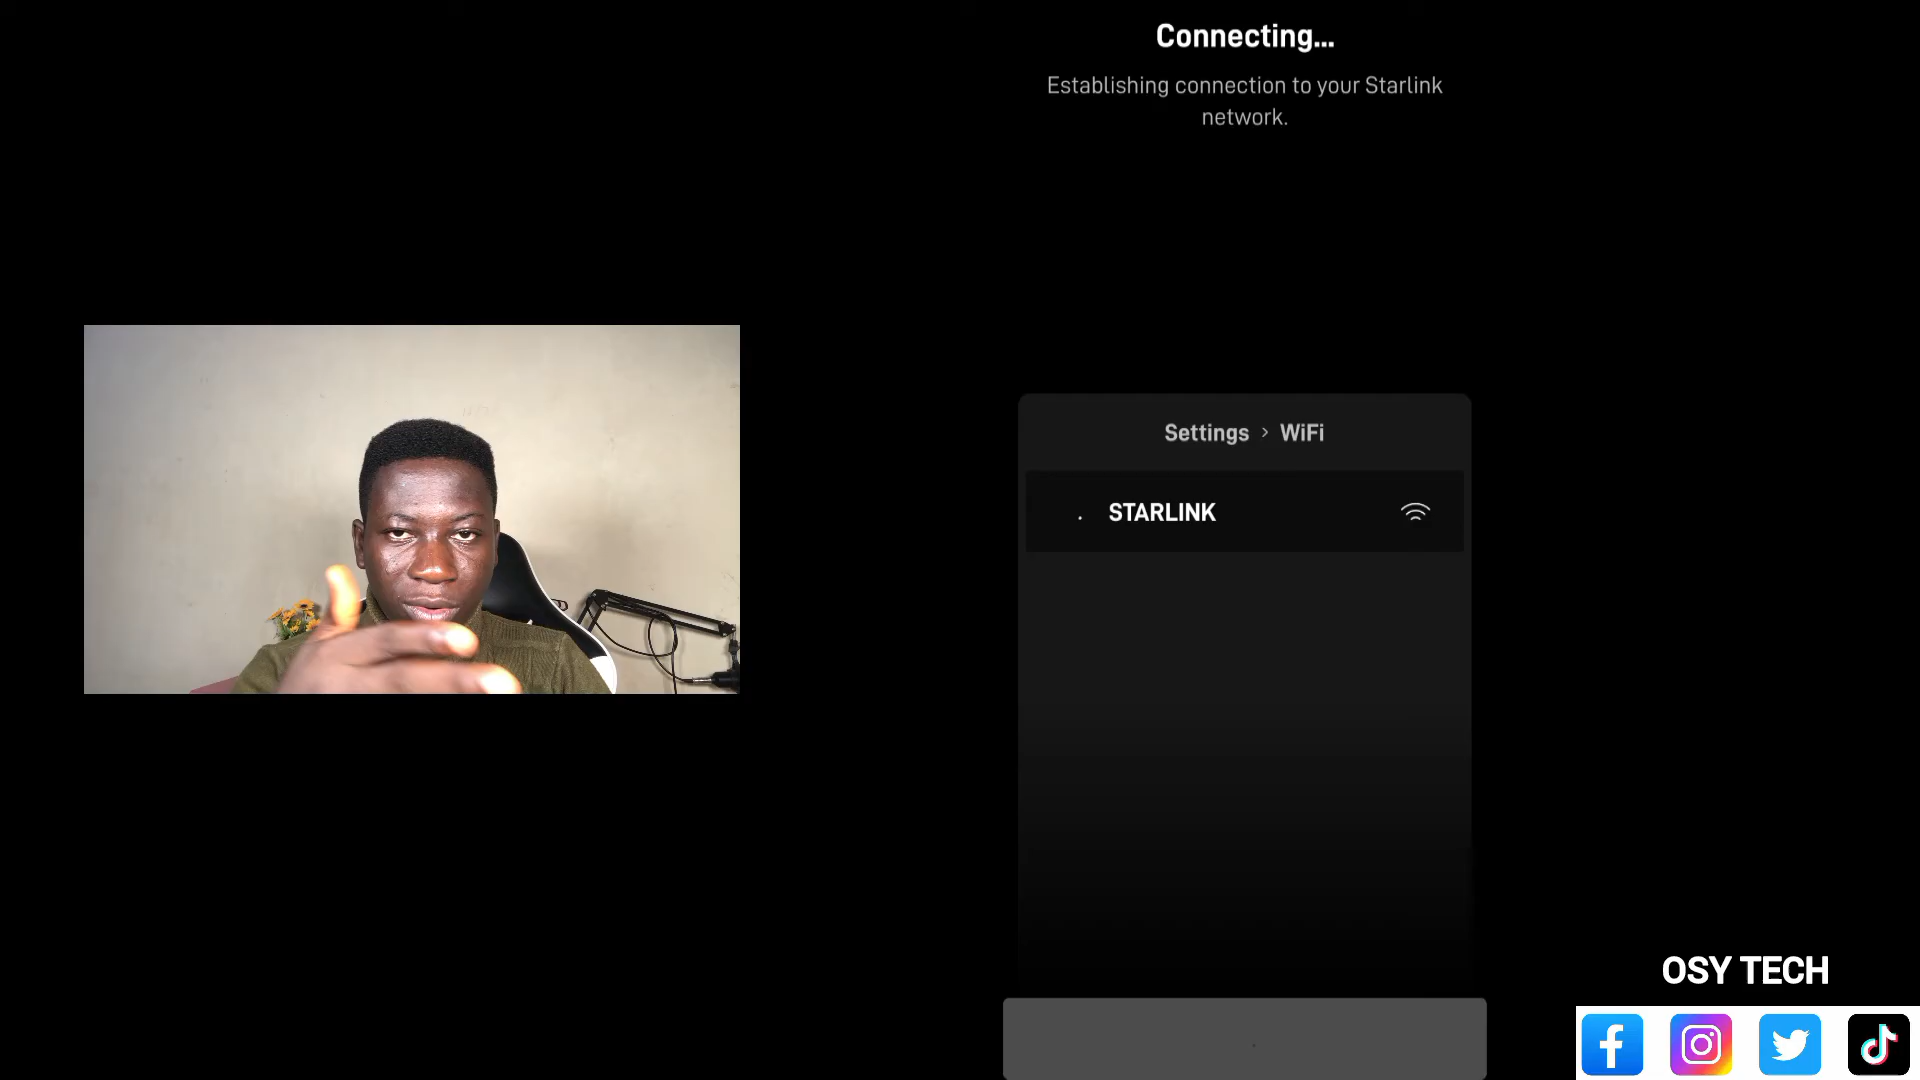 Connecting...
Establishing connection to your Starlink
network.
Settings > WiFi
STARLINK
OSY TECH